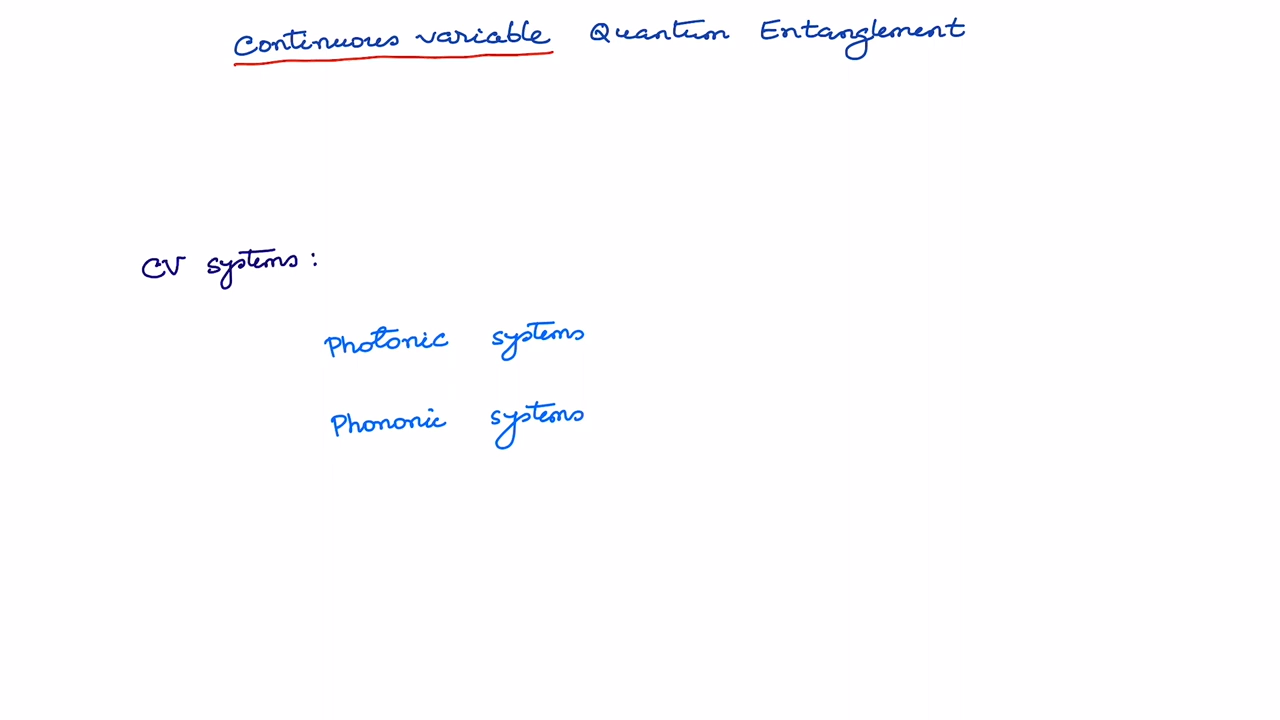 Continuous variable Quantum Entanglement
CV systems :
Photonic systems
Phononic systems